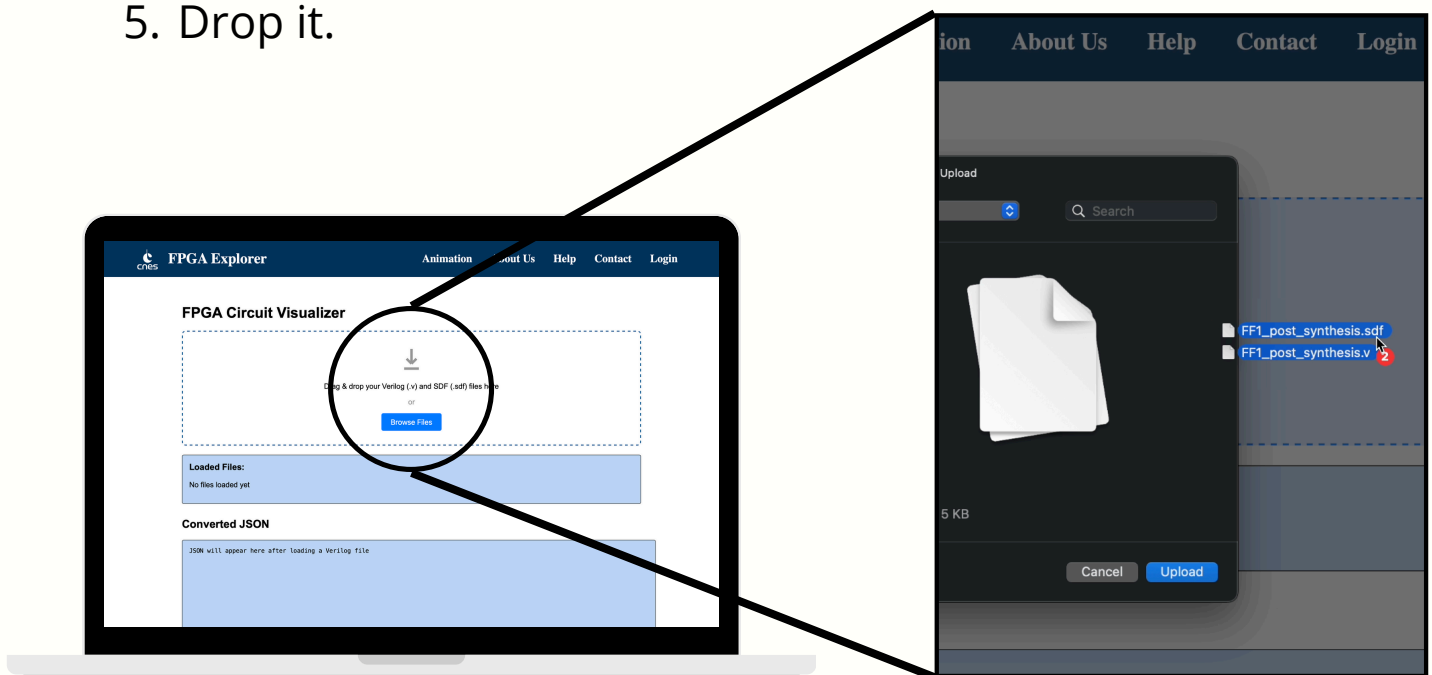 5. Drop it.
cnes FPGA Explorer Animation About Us Help Contact Login
FPGA Circuit Visualizer
Drag & drop your Verilog (.v) and SDF (.sdf) files here
or
Browse Files
Loaded Files:
No files loaded yet
Converted JSON
JSON will appear here after loading a Verilog file
ion About Us Help Contact Login
Upload
Search
FF1_post_synthesis.sdf
FF1_post_synthesis.v
2
5 KB
Cancel Upload